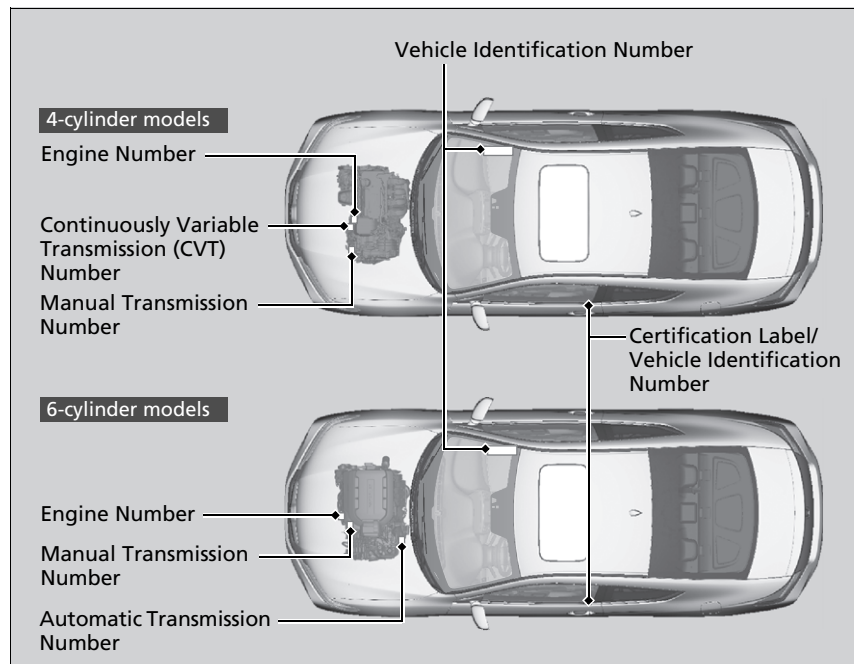 Vehicle Identification Number
4-cylinder models
Engine Number
Continuously Variable
Transmission (CVT)
Number
Manual Transmission
Number
Certification Label/
Vehicle Identification
Number
6-cylinder models
Engine Number
Manual Transmission
Number
Automatic Transmission
Number